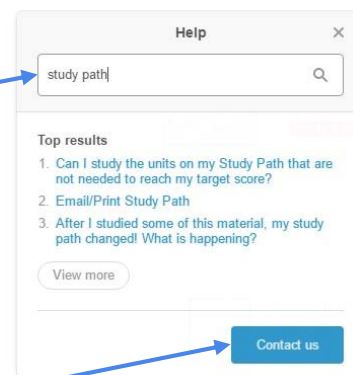 Help
study path
Top results
1. Can I study the units on my Study Path that are
not needed to reach my target score?
2. Email/Print Study Path
3. After I studied some of this material, my study
path changed! What is happening?
View more
Contact us